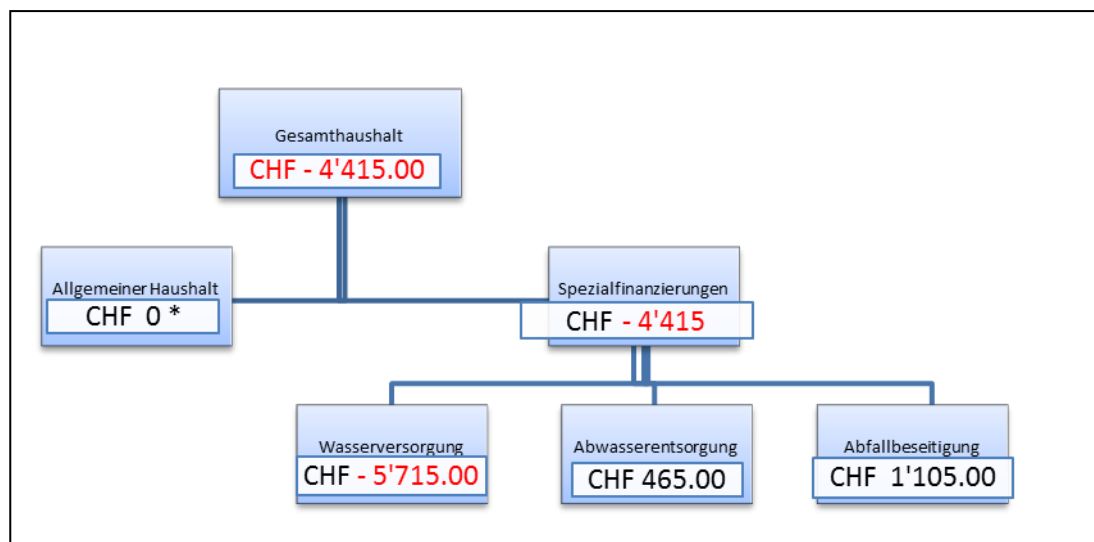 Gesamthaushalt
CHF - 4'415.00
Allgemeiner Haushalt
CHF 0 *
Spezialfinanzierungen
CHF - 4'415
Wasserversorgung
CHF - 5'715.00
Abwasserentsorgung
CHF 465.00
Abfallbeseitigung
CHF 1'105.00